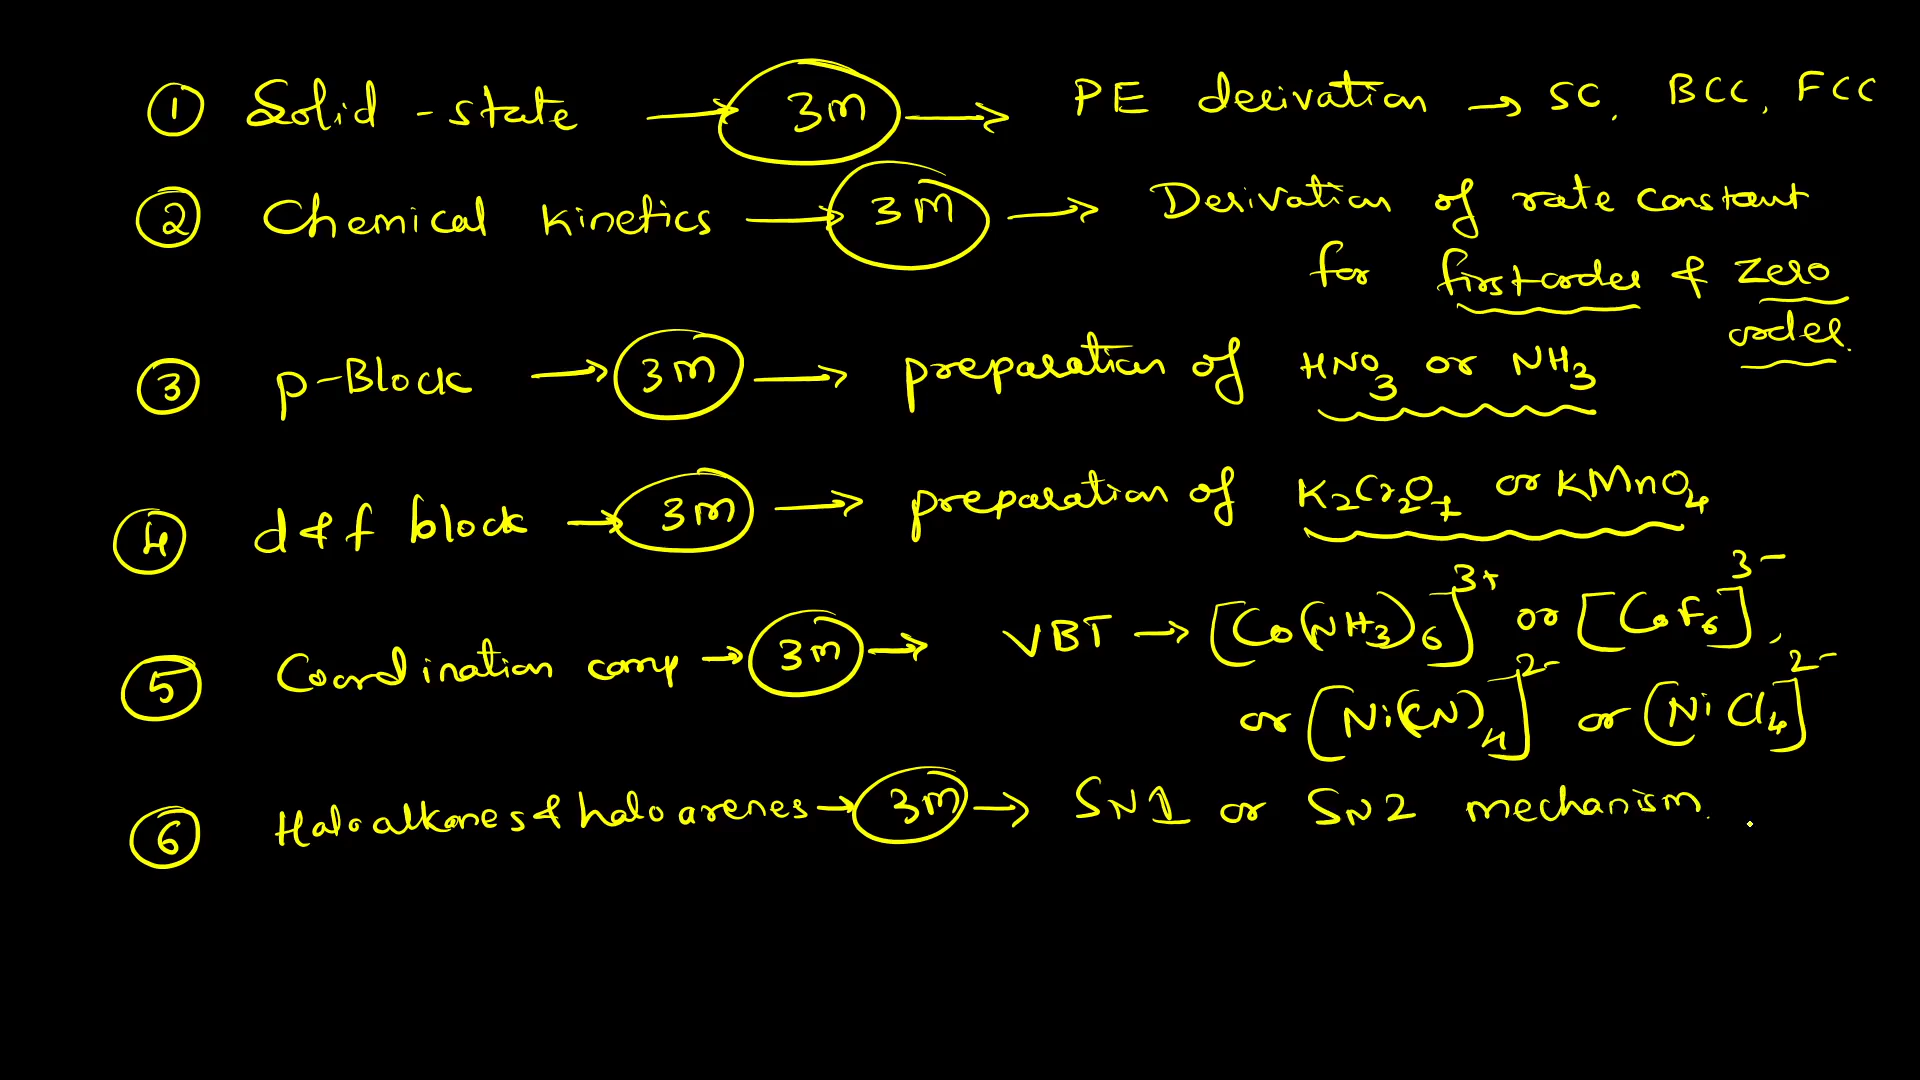 ① Solid-state → 3m → PE derivation → SC, BCC, FCC
② Chemical kinetics → 3M → Derivation of rate constant
for first order & zero
order.
③ p-Block → 3m → preparation of HNO₃ or NH₃
④ d & f block → 3m → preparation of K₂Cr₂O₇ or KMnO₄
⑤ Coordination comp → 3m → VBT → [Co(NH₃)₆]³⁺ or [CoF₆]³⁻,
or [Ni(CN)₄]²⁻ or [NiCl₄]²⁻
⑥ Haloalkanes & haloarenes → 3m → SN1 or SN2 mechanism.